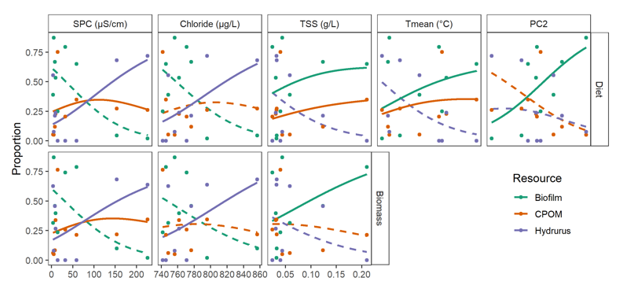 SPC (µS/cm) Chloride (µg/L) TSS (g/L) Tmean (°C) PC2
0.75
0.50
0.25
0.00
Diet
Proportion
0.75
0.50
0.25
0.00
Biomass
0 50 100 150 200 740 760 780 800 820 840 860 0.05 0.10 0.15 0.20
Resource
Biofilm
CPOM
Hydrurus